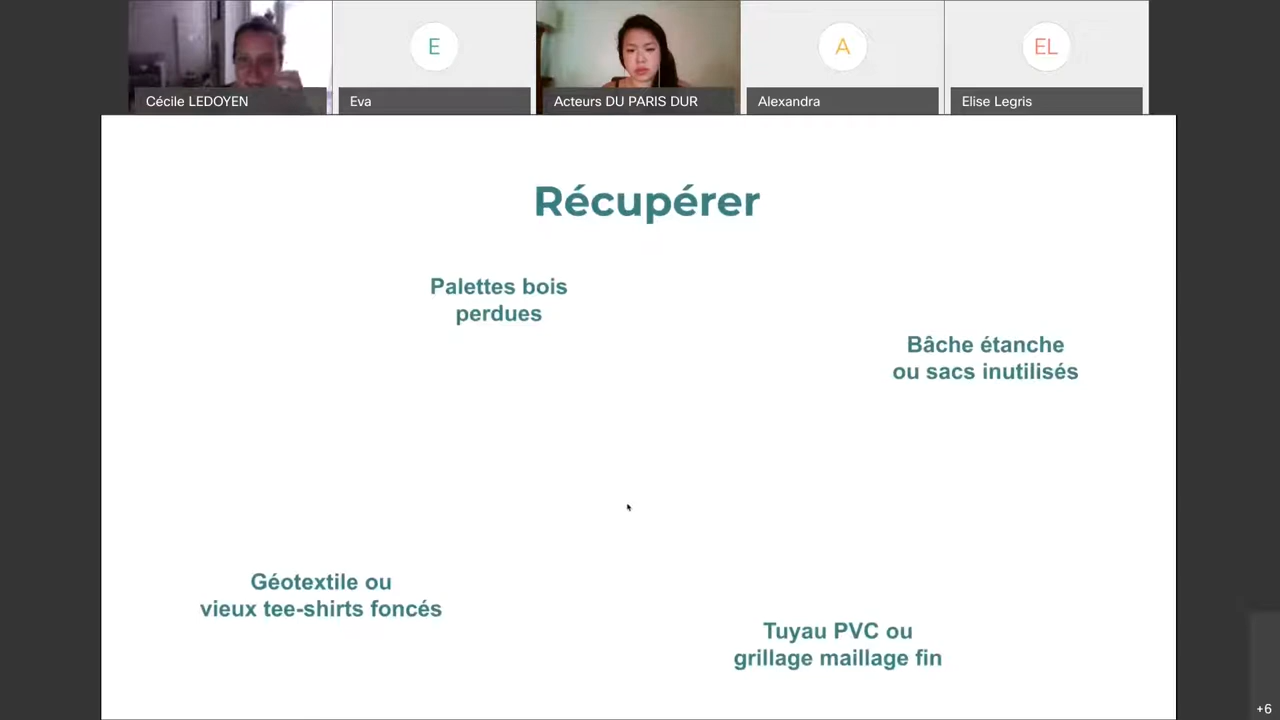 E
A
EL
Cécile LEDOYEN
Eva
Acteurs DU PARIS DUR
Alexandra
Elise Legris
Récupérer
Palettes bois
perdues
Bâche étanche
ou sacs inutilisés
Géotextile ou
vieux tee-shirts foncés
Tuyau PVC ou
grillage maillage fin
+6